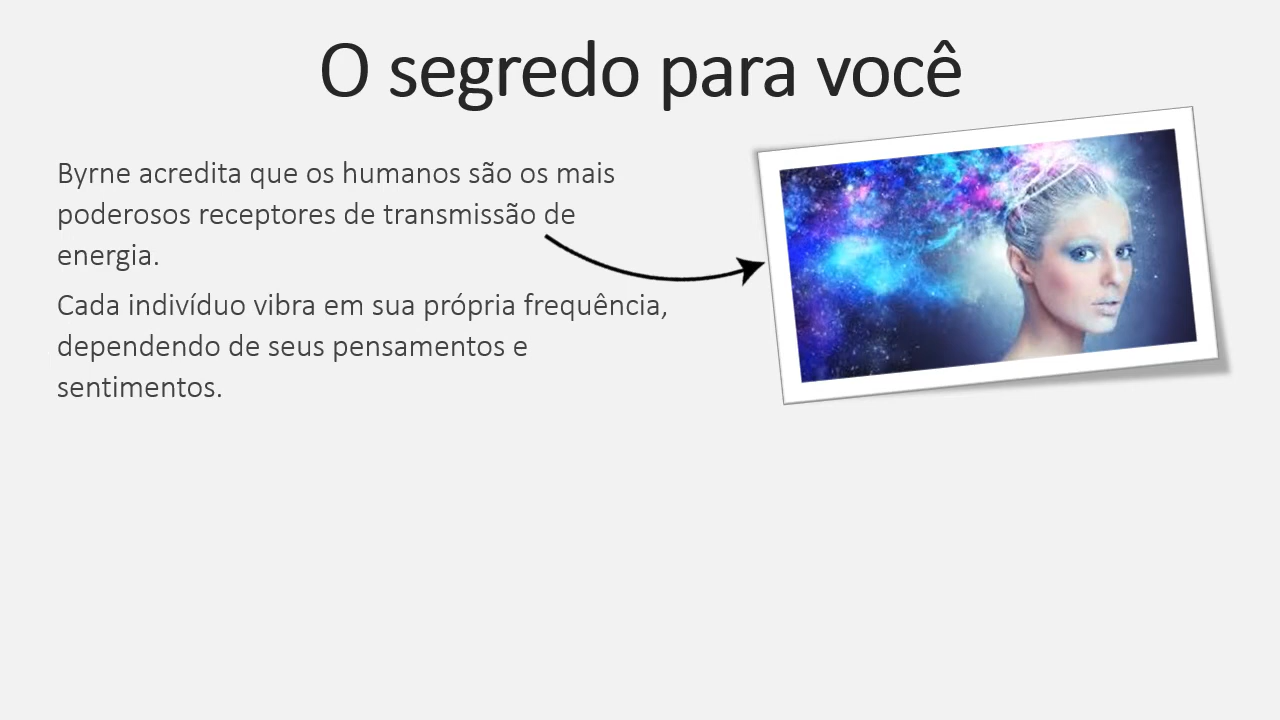 O segredo para você
Byrne acredita que os humanos são os mais
poderosos receptores de transmissão de
energia.
Cada indivíduo vibra em sua própria frequência,
dependendo de seus pensamentos e
sentimentos.